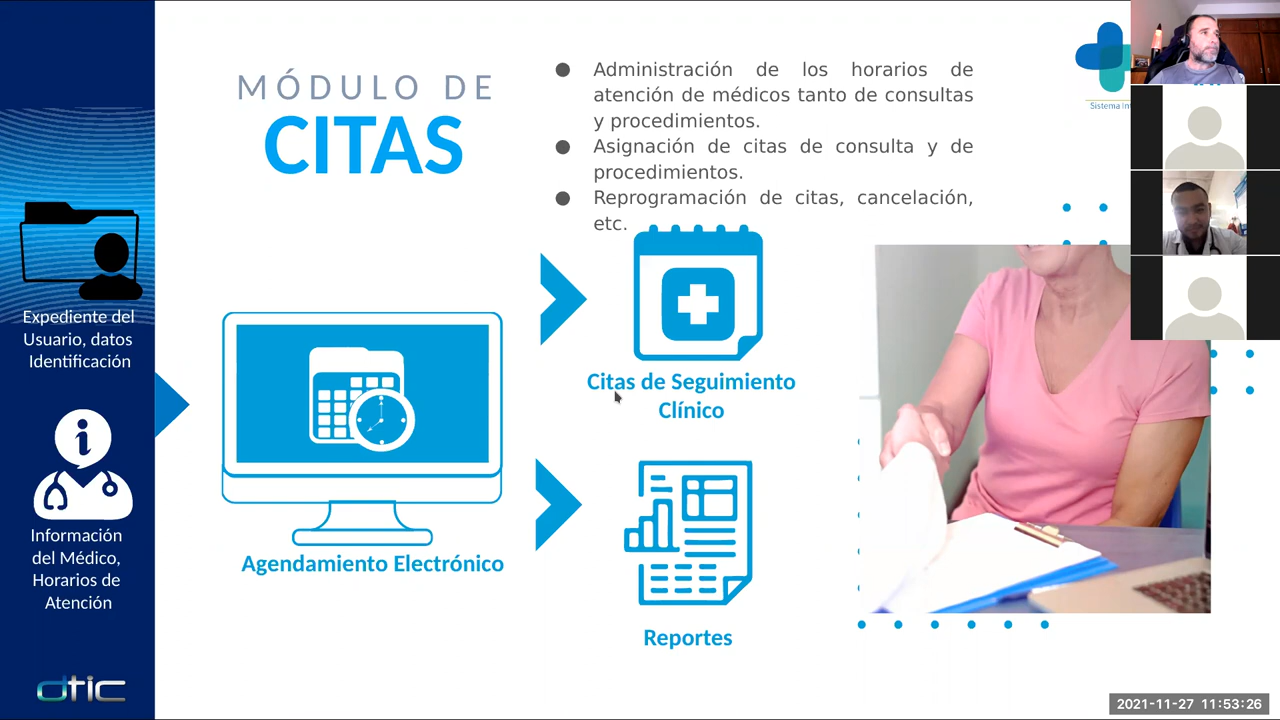 MÓDULO DE
CITAS
● Administración de los horarios de
atención de médicos tanto de consultas
y procedimientos.
● Asignación de citas de consulta y de
procedimientos.
● Reprogramación de citas, cancelación,
etc.
Sistema
Expediente del
Usuario, datos
Identificación
Información
del Médico,
Horarios de
Atención
Agendamiento Electrónico
Citas de Seguimiento
Clínico
Reportes
dtic
2021-11-27 11:53:26